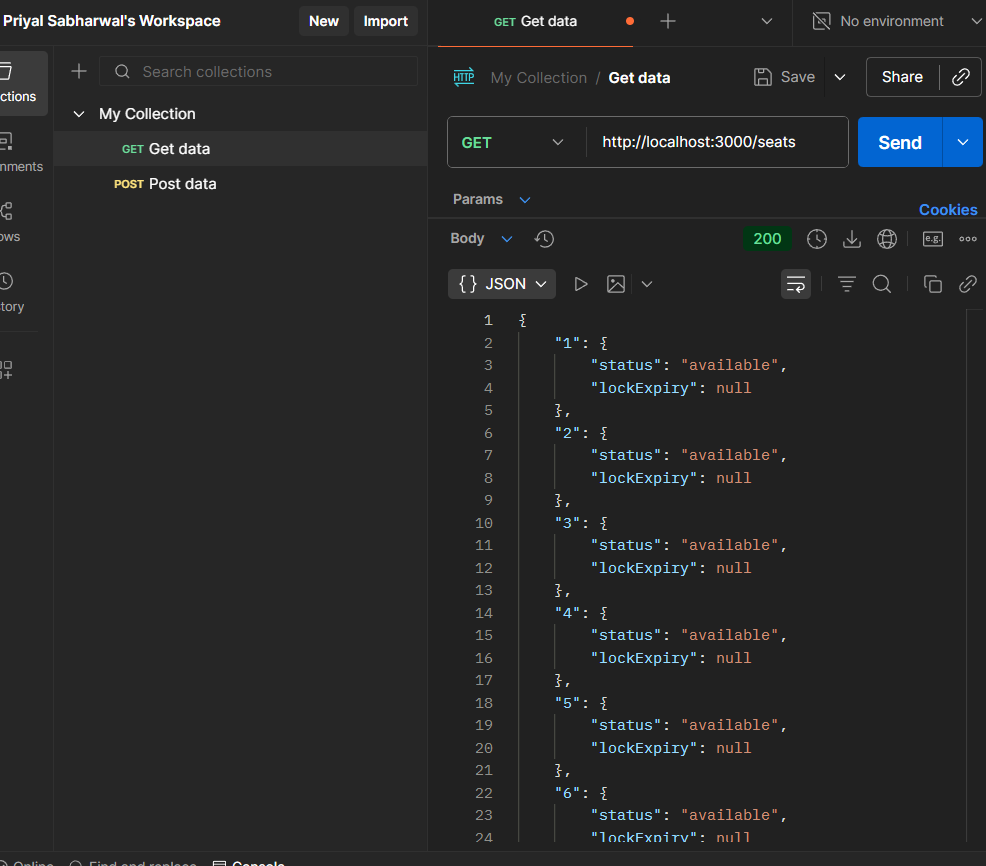 Priyal Sabharwal's Workspace New Import
GET Get data
No environment
ctions
Search collections
My Collection
GET Get data
POST Post data
nments
ows
story
HTTP My Collection / Get data
Save
Share
GET http://localhost:3000/seats
Send
Params
Cookies
Body
200
e.g.
{} JSON
1 {
2 "1": {
3 "status": "available",
4 "lockExpiry": null
5 },
6 "2": {
7 "status": "available",
8 "lockExpiry": null
9 },
10 "3": {
11 "status": "available",
12 "lockExpiry": null
13 },
14 "4": {
15 "status": "available",
16 "lockExpiry": null
17 },
18 "5": {
19 "status": "available",
20 "lockExpiry": null
21 },
22 "6": {
23 "status": "available",
24 "lockExpiry": null
Online Find and replace Console